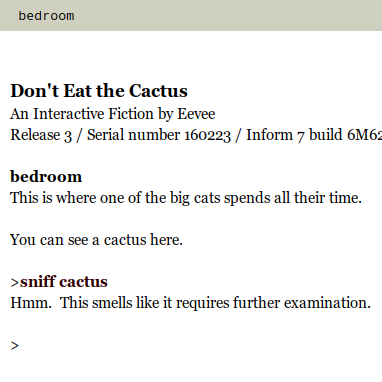 bedroom
Don't Eat the Cactus
An Interactive Fiction by Eevee
Release 3 / Serial number 160223 / Inform 7 build
bedroom
This is where one of the big cats spends all their time.
You can see a cactus here.
>sniff cactus
Hmm.  This smells like it requires further examination.
>